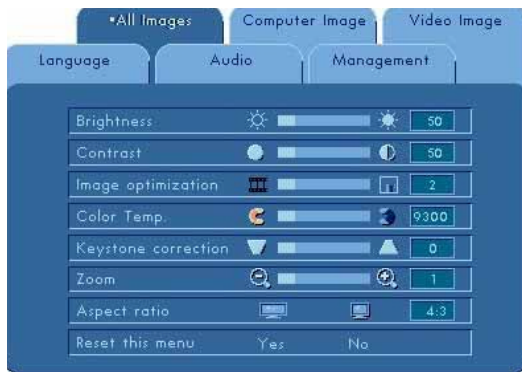 •All Images Computer Image Video Image
Language Audio Management
Brightness 50
Contrast 50
Image optimization 2
Color Temp. 9300
Keystone correction 0
Zoom 1
Aspect ratio 4:3
Reset this menu Yes No